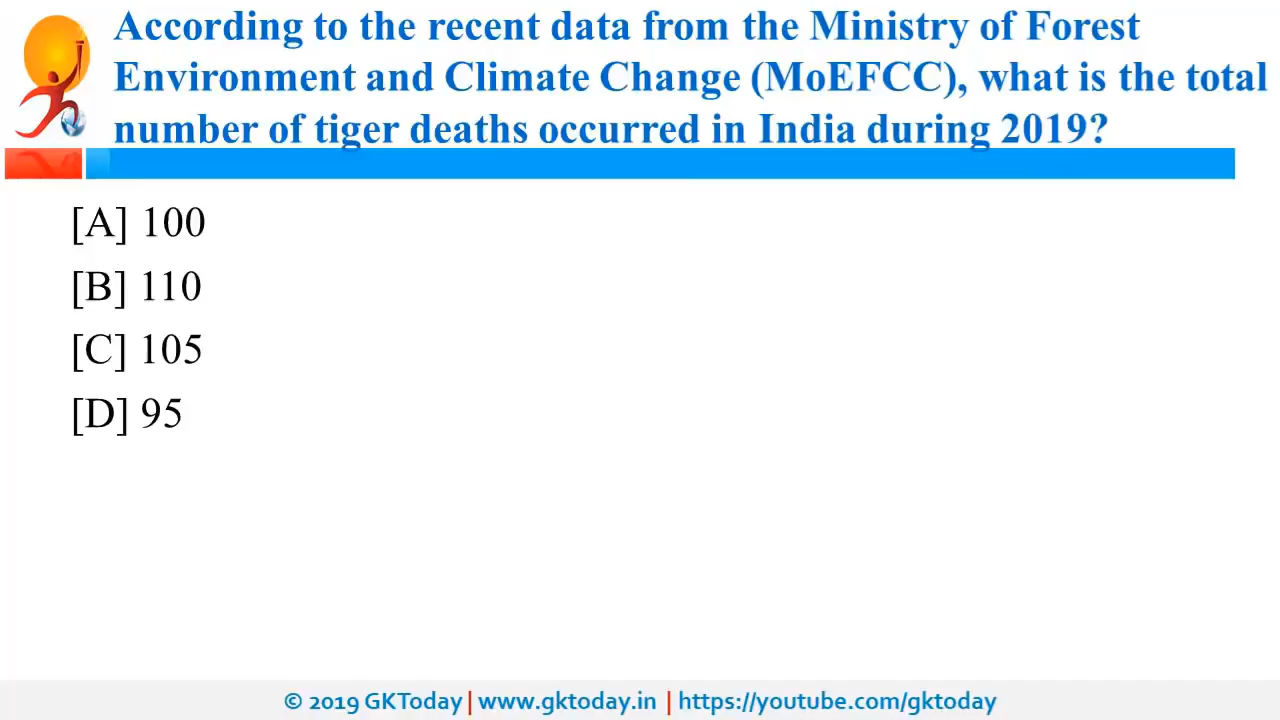 According to the recent data from the Ministry of Forest
Environment and Climate Change (MoEFCC), what is the total
number of tiger deaths occurred in India during 2019?
[A] 100
[B] 110
[C] 105
[D] 95
© 2019 GKToday | www.gktoday.in | https://youtube.com/gktoday